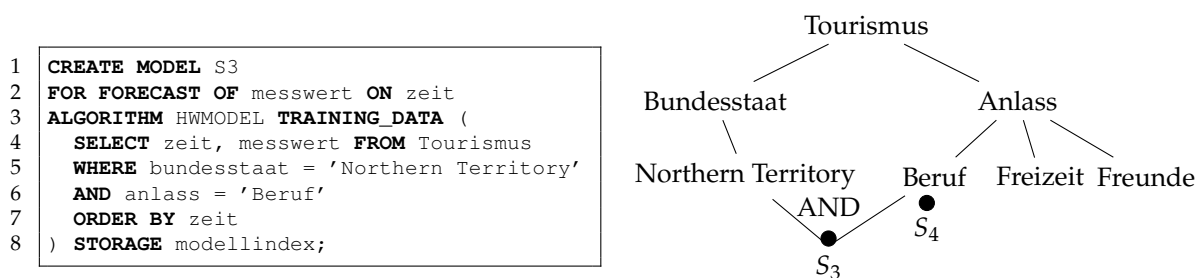 1 CREATE MODEL S3
2 FOR FORECAST OF messwert ON zeit
3 ALGORITHM HWMODEL TRAINING_DATA (
4 SELECT zeit, messwert FROM Tourismus
5 WHERE bundesstaat = 'Northern Territory'
6 AND anlass = 'Beruf'
7 ORDER BY zeit
8 ) STORAGE modellindex;
Tourismus
Bundesstaat Anlass
Northern Territory Beruf Freizeit Freunde
AND
S4
S3